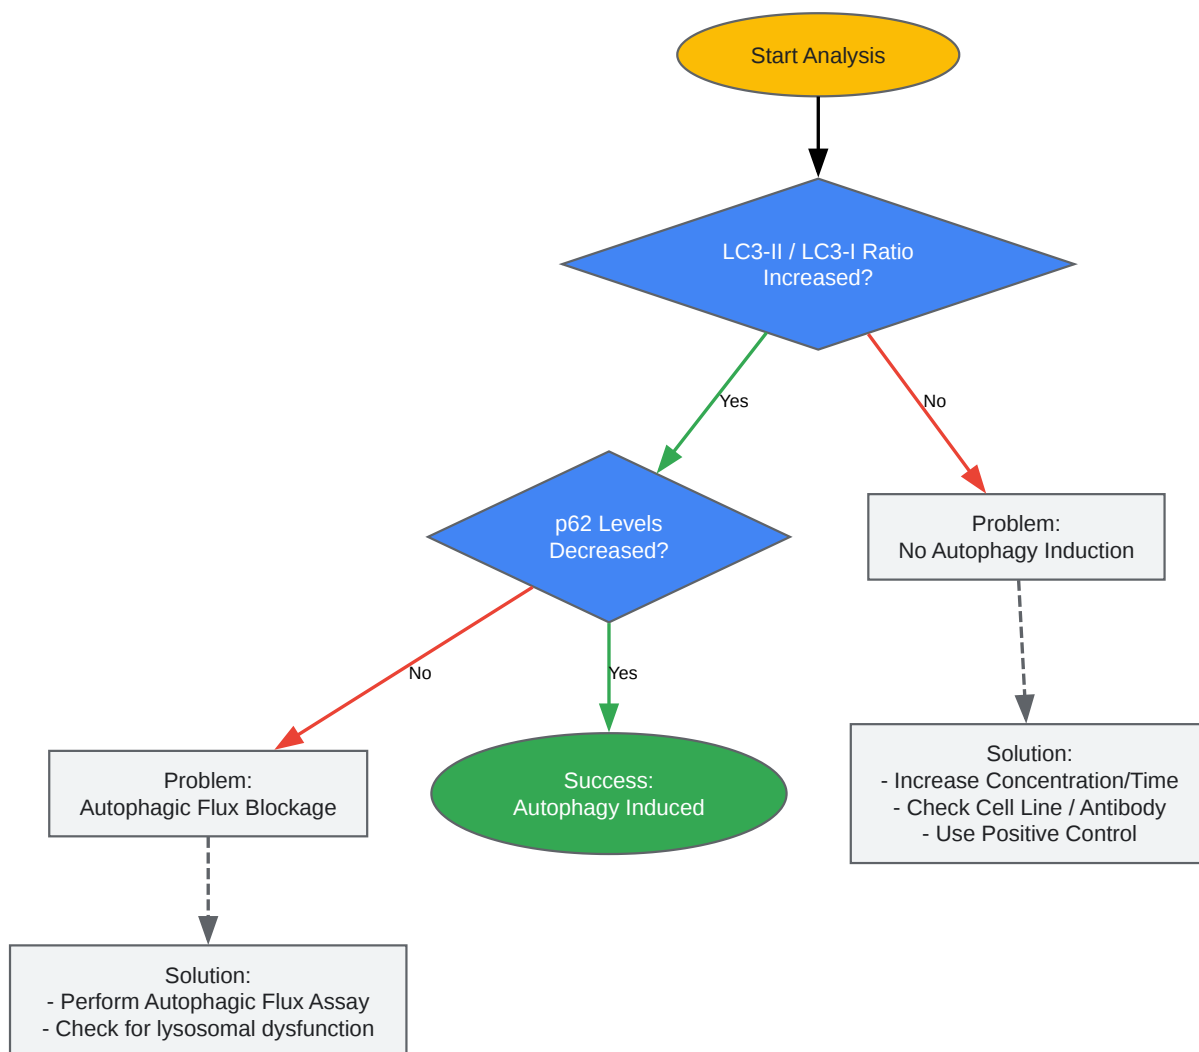 Start Analysis
LC3-II / LC3-I Ratio
Increased?
Yes
No
p62 Levels
Decreased?
Problem:
No Autophagy Induction
No
Yes
Problem:
Autophagic Flux Blockage
Success:
Autophagy Induced
Solution:
- Increase Concentration/Time
- Check Cell Line / Antibody
- Use Positive Control
Solution:
- Perform Autophagic Flux Assay
- Check for lysosomal dysfunction